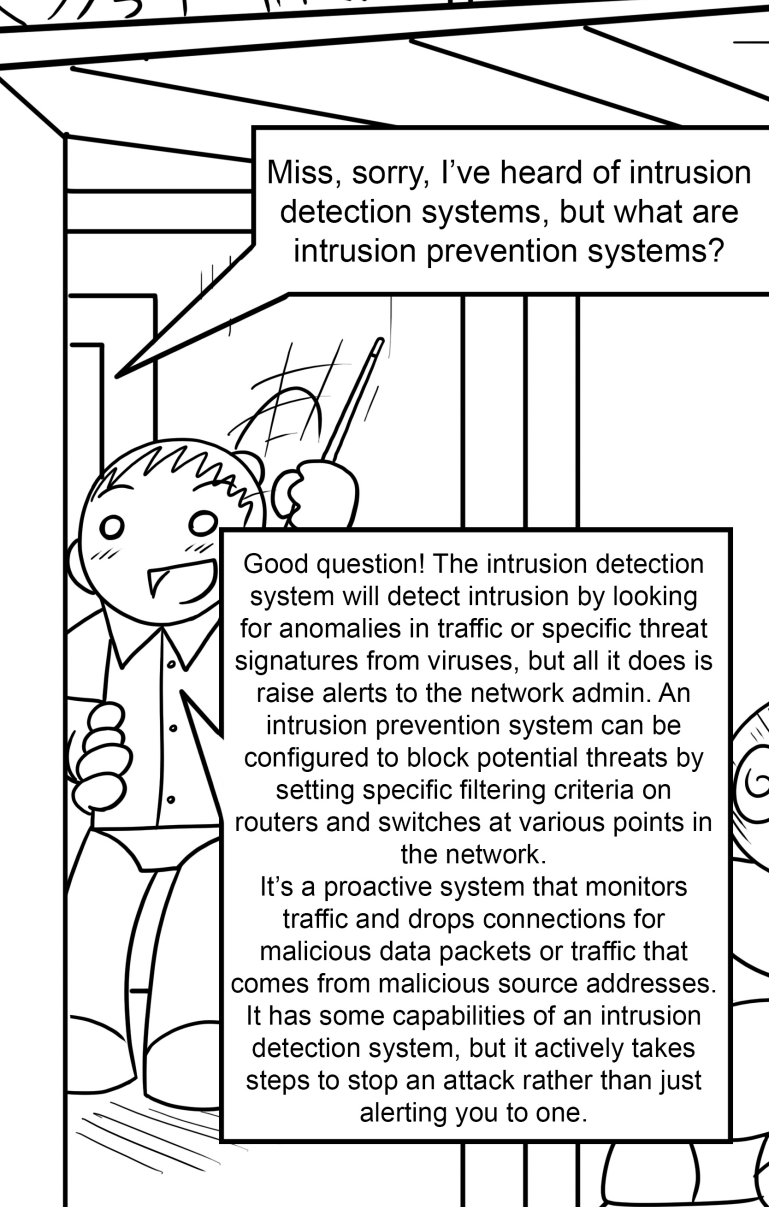 Miss, sorry, I've heard of intrusion
detection systems, but what are
intrusion prevention systems?
Good question! The intrusion detection
system will detect intrusion by looking
for anomalies in traffic or specific threat
signatures from viruses, but all it does is
raise alerts to the network admin. An
intrusion prevention system can be
configured to block potential threats by
setting specific filtering criteria on
routers and switches at various points in
the network.
It's a proactive system that monitors
traffic and drops connections for
malicious data packets or traffic that
comes from malicious source addresses.
It has some capabilities of an intrusion
detection system, but it actively takes
steps to stop an attack rather than just
alerting you to one.